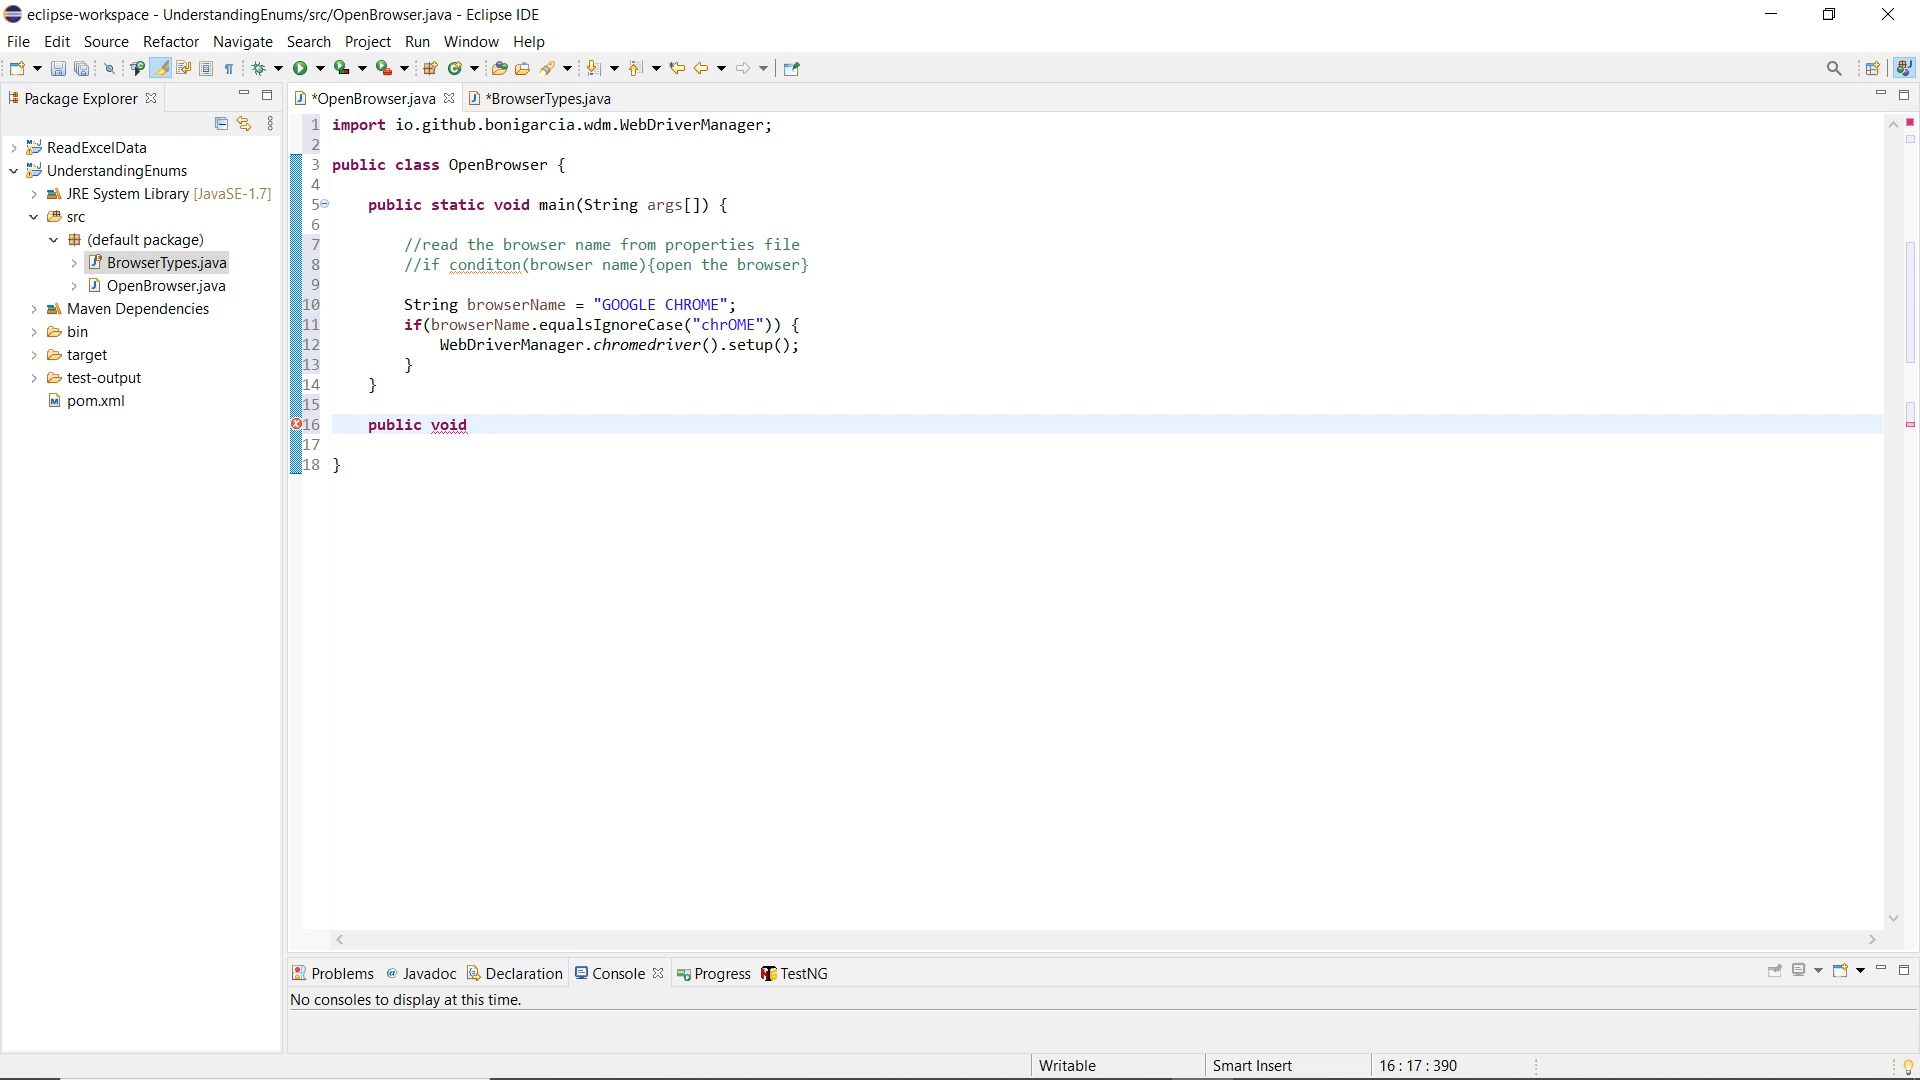 eclipse-workspace - UnderstandingEnums/src/OpenBrowser.java - Eclipse IDE
File Edit Source Refactor Navigate Search Project Run Window Help
Package Explorer
ReadExcelData
UnderstandingEnums
JRE System Library [JavaSE-1.7]
src
(default package)
BrowserTypes.java
OpenBrowser.java
Maven Dependencies
bin
target
test-output
pom.xml
*OpenBrowser.java *BrowserTypes.java
1 import io.github.bonigarcia.wdm.WebDriverManager;
2
3 public class OpenBrowser {
4
5 public static void main(String args[]) {
6
7 //read the browser name from properties file
8 //if conditon(browser name){open the browser}
9
10 String browserName = "GOOGLE CHROME";
11 if(browserName.equalsIgnoreCase("chrOME")) {
12 WebDriverManager.chromedriver().setup();
13 }
14 }
15
16 public void
17
18 }
Problems @ Javadoc Declaration Console Progress TestNG
No consoles to display at this time.
Writable Smart Insert 16 : 17 : 390